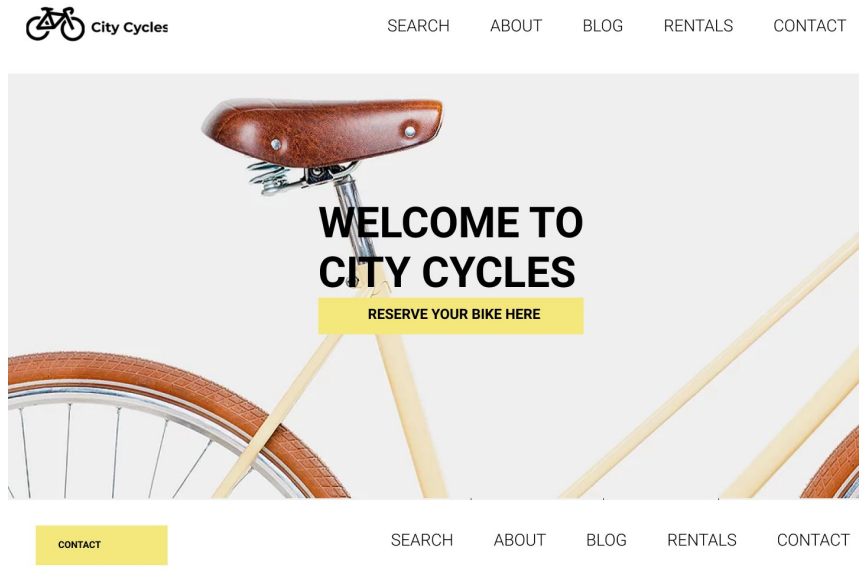 City Cycles
SEARCH ABOUT BLOG RENTALS CONTACT
WELCOME TO
CITY CYCLES
RESERVE YOUR BIKE HERE
CONTACT
SEARCH ABOUT BLOG RENTALS CONTACT